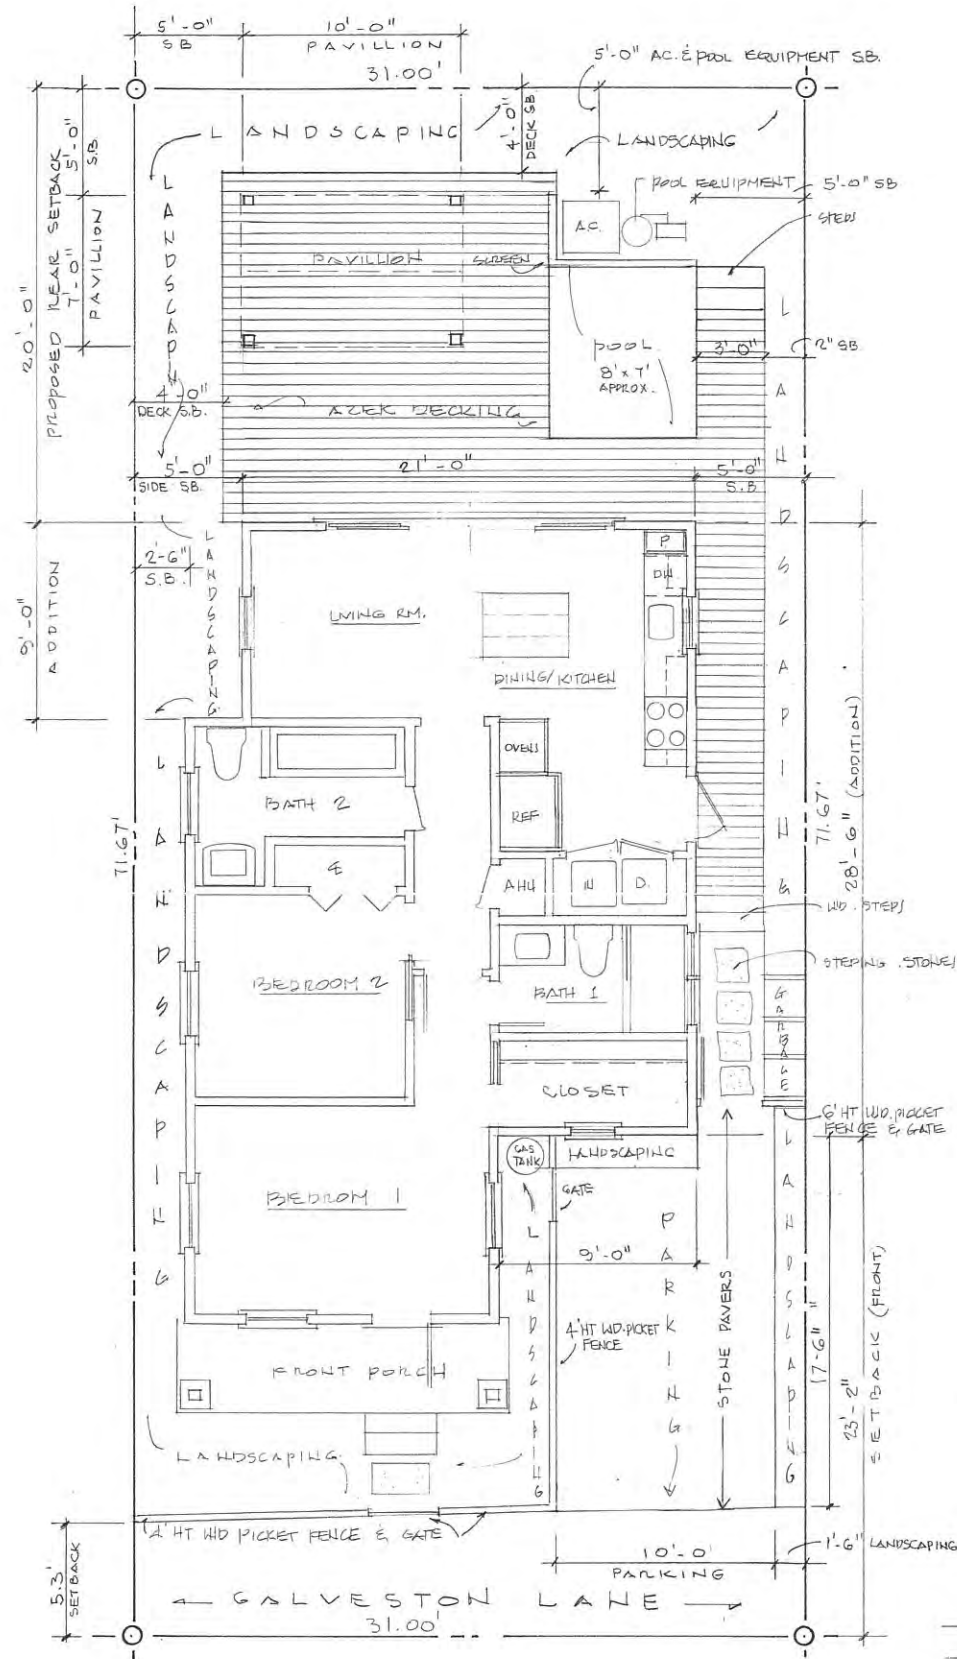 5'-0"
SB
10'-0"
PAVILLION
31.00'
5'-0" AC. & POOL EQUIPMENT S.B.
LANDSCAPING
4'-0"
DECK SB
LANDSCAPING
5'-0"
S.B
PROPOSED REAR SETBACK
20'-0"
7'-0"
PAVILLION
LANDSCAPING
POOL EQUIPMENT
5'-0" SB
STEPS
A.C.
PAVILLION
SCREEN
POOL
8' x 7'
APPROX.
3'-0"
2" SB.
4'-0"
DECK S.B.
AZEK DECKING
5'-0"
SIDE SB.
21'-0"
5'-0"
S.B.
LANDSCAPING
2'-6"
S.B.
LANDSCAPING
9'-0"
ADDITION
P
DW.
LIVING RM.
DINING/KITCHEN
OVENS
REF
BATH 2
AHU
W
D.
71.67'
71.67'
28'-6" (ADDITION)
LANDSCAPING
WD. STEPS
STEPING STONES
BEDROOM 2
BATH 1
GARBAGE
CLOSET
6' HT WD. PICKET
FENCE & GATE
GAS
TANK
LANDSCAPING
GATE
BEDROM 1
9'-0"
PARKING
STONE PAVERS
LANDSCAPING
LANDSCAPING
4' HT WD. PICKET
FENCE
17'-6"
23'-2"
SETBACK (FRONT)
FRONT PORCH
LANDSCAPING
4' HT WD PICKET FENCE & GATE
1'-6" LANDSCAPING
10'-0
PARKING
5.3'
SETBACK
GALVESTON LANE
31.00'